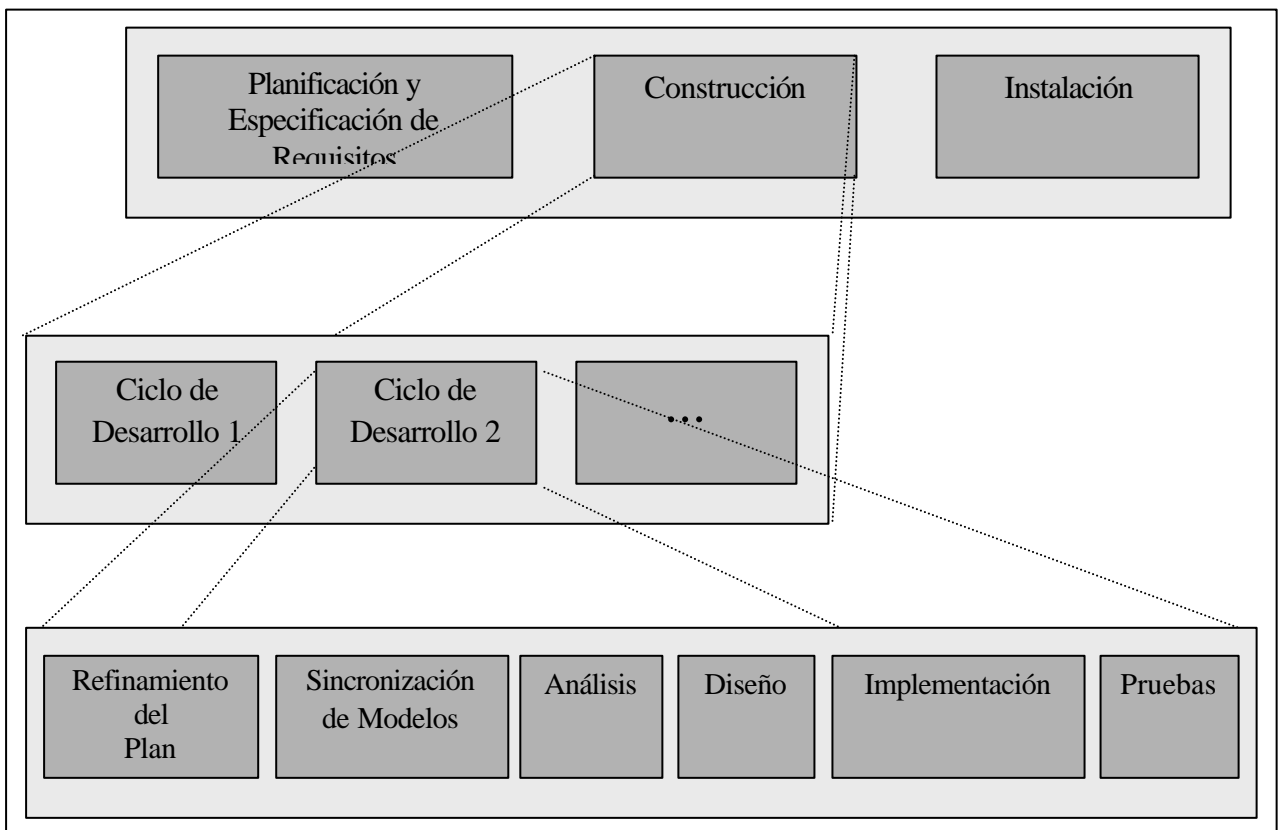 Planificación y
Especificación de
Requisitos
Construcción
Instalación
Ciclo de
Desarrollo 1
Ciclo de
Desarrollo 2
...
Refinamiento
del
Plan
Sincronización
de Modelos
Análisis
Diseño
Implementación
Pruebas